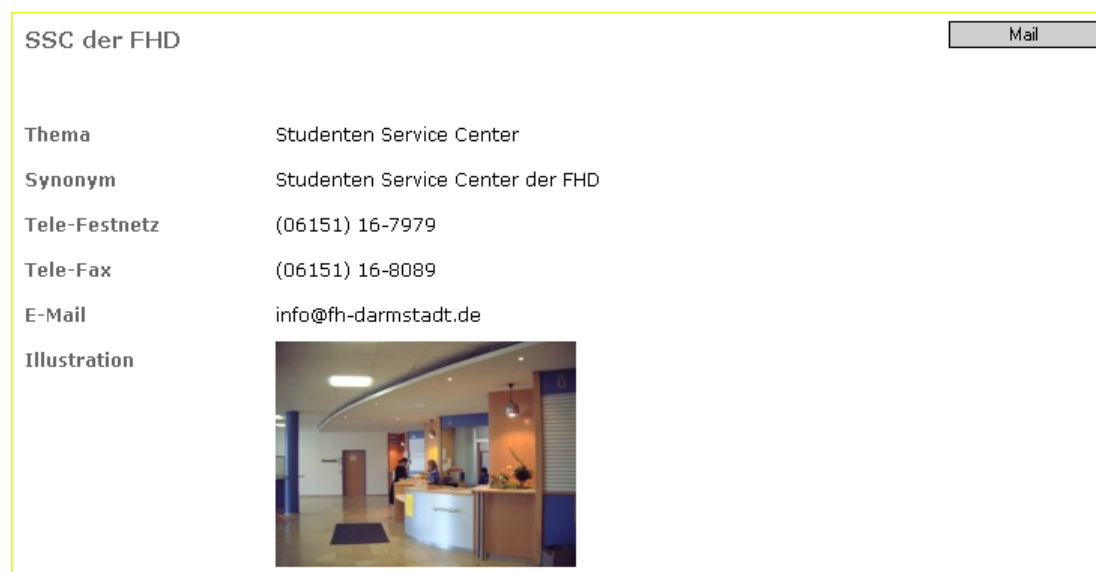 SSC der FHD
Mail
Thema Studenten Service Center
Synonym Studenten Service Center der FHD
Tele-Festnetz (06151) 16-7979
Tele-Fax (06151) 16-8089
E-Mail info@fh-darmstadt.de
Illustration
6